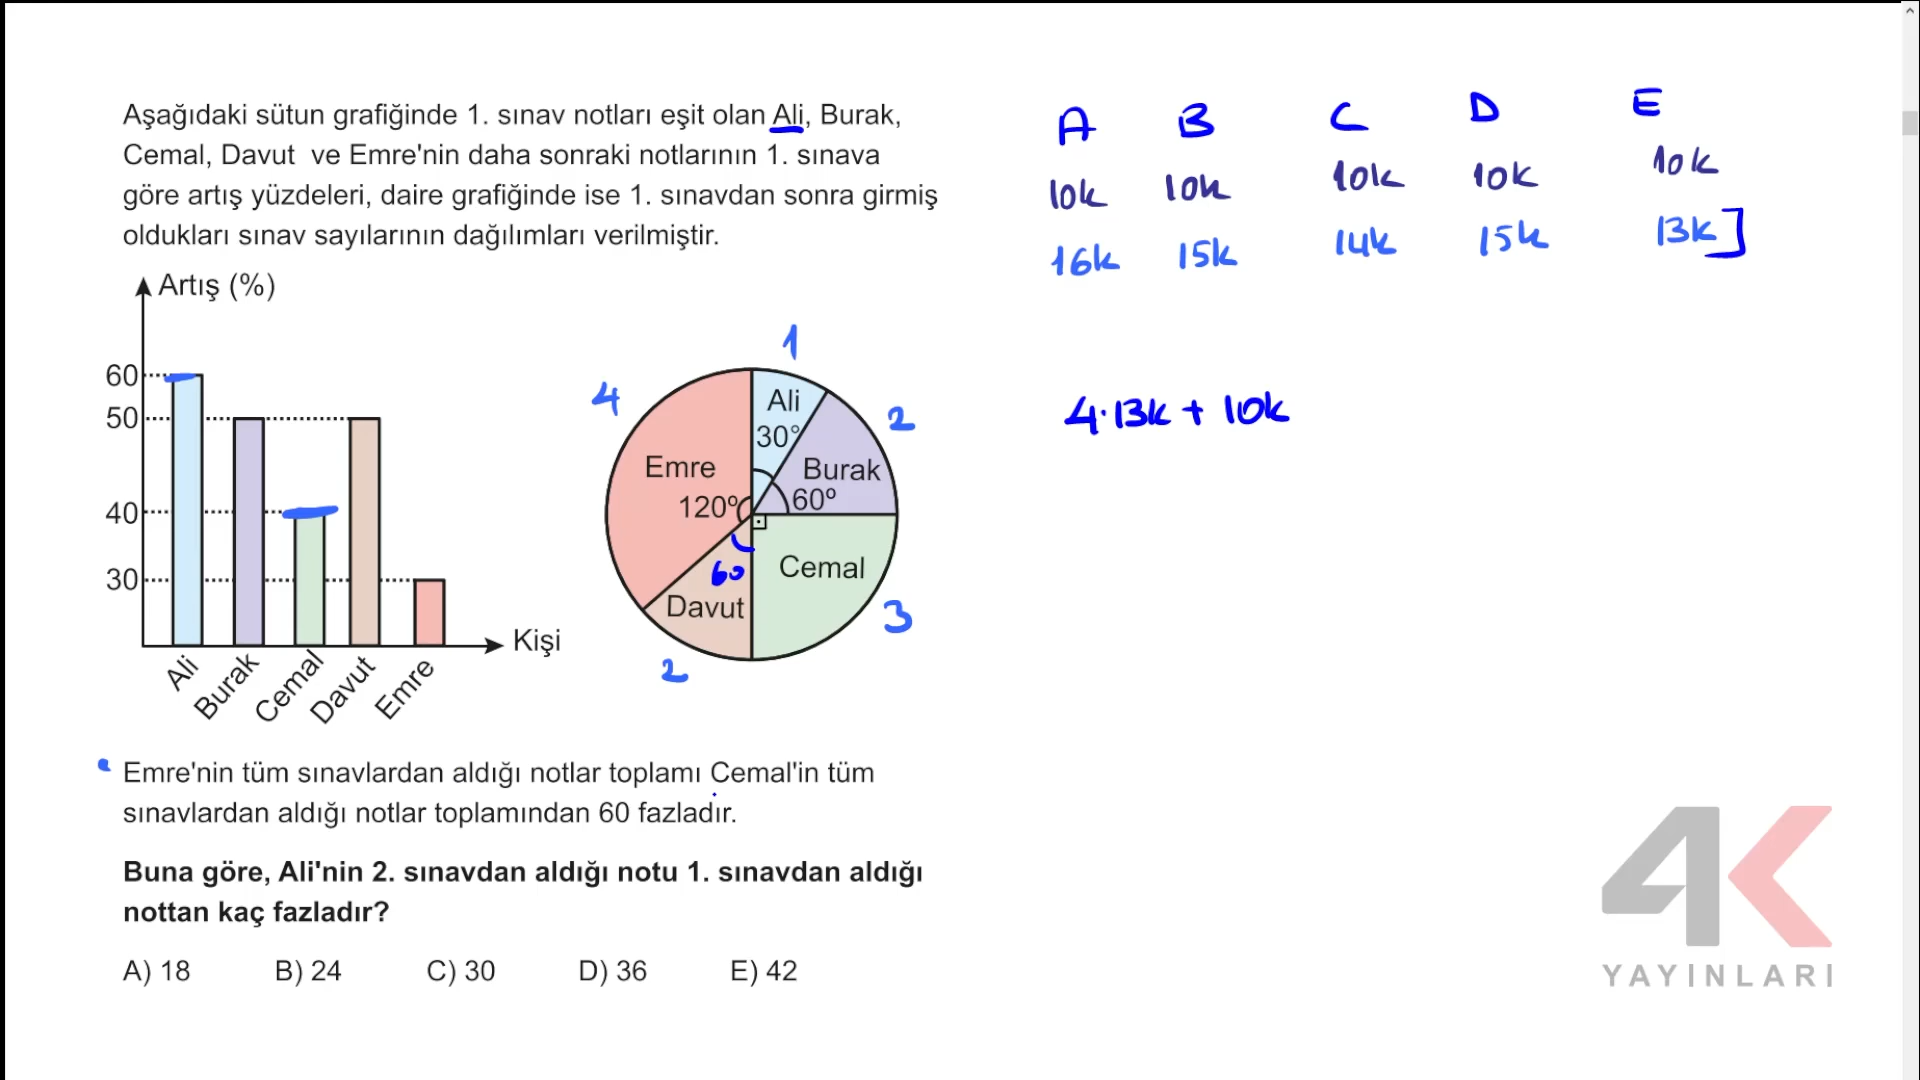 Aşağıdaki sütun grafiğinde 1. sınav notları eşit olan Ali, Burak,
Cemal, Davut ve Emre'nin daha sonraki notlarının 1. sınava
göre artış yüzdeleri, daire grafiğinde ise 1. sınavdan sonra girmiş
oldukları sınav sayılarının dağılımları verilmiştir.
A B C D E
10k 10k 10k 10k 10k
16k 15k 14k 15k 13k]
Artış (%)
60
50
40
30
Kişi
Ali
Burak
Cemal
Davut
Emre
1
4
2
Ali
30°
Emre
Burak
120°
60°
60
Cemal
Davut
3
2
4·13k + 10k
Emre'nin tüm sınavlardan aldığı notlar toplamı Cemal'in tüm
sınavlardan aldığı notlar toplamından 60 fazladır.
Buna göre, Ali'nin 2. sınavdan aldığı notu 1. sınavdan aldığı
nottan kaç fazladır?
A) 18 B) 24 C) 30 D) 36 E) 42
4K
YAYINLARI